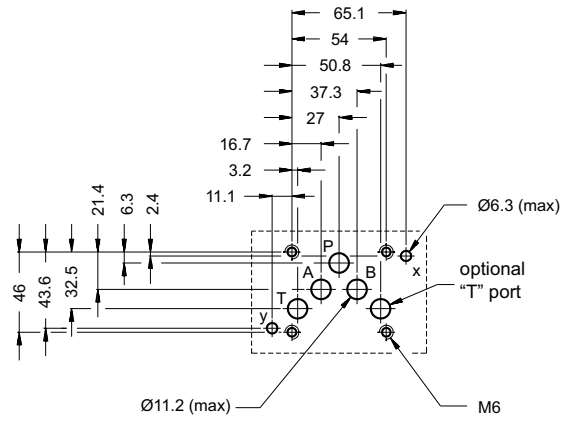 65.1
54
50.8
37.3
27
16.7
3.2
11.1
21.4
6.3
2.4
Ø6.3 (max)
P
x
A
B
optional
“T” port
46
43.6
32.5
T
y
Ø11.2 (max)
M6